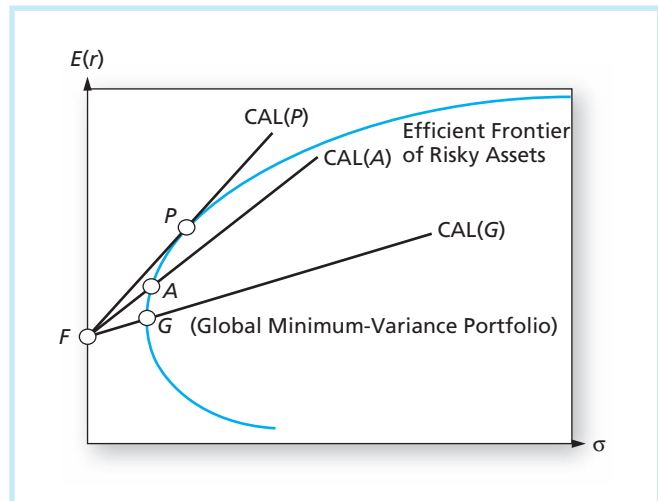 E(r)
CAL(P)
Efficient Frontier
of Risky Assets
CAL(A)
P
CAL(G)
A
G (Global Minimum-Variance Portfolio)
F
σ